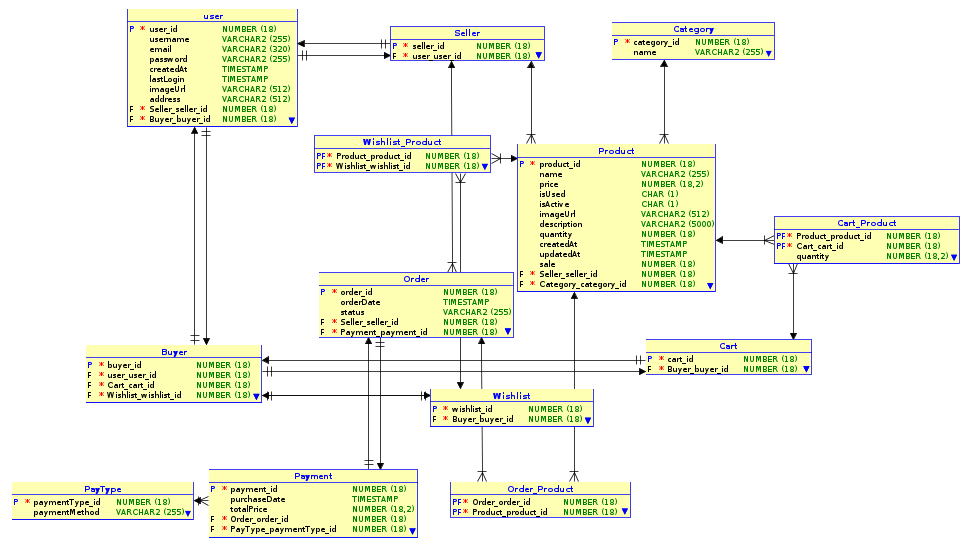 user
P * user_id NUMBER (18)
username VARCHAR2 (255)
email VARCHAR2 (320)
password VARCHAR2 (255)
createdAt TIMESTAMP
lastLogin TIMESTAMP
imageUrl VARCHAR2 (512)
address VARCHAR2 (512)
F * Seller_seller_id NUMBER (18)
F * Buyer_buyer_id NUMBER (18)
Seller
P * seller_id NUMBER (18)
F * user_user_id NUMBER (18)
Category
P * category_id NUMBER (18)
name VARCHAR2 (255)
Wishlist_Product
PF* Product_product_id NUMBER (18)
PF* Wishlist_wishlist_id NUMBER (18)
Product
P * product_id NUMBER (18)
name VARCHAR2 (255)
price NUMBER (18,2)
isUsed CHAR (1)
isActive CHAR (1)
imageUrl VARCHAR2 (512)
description VARCHAR2 (5000)
quantity NUMBER (18)
createdAt TIMESTAMP
updatedAt TIMESTAMP
sale NUMBER (18)
F * Seller_seller_id NUMBER (18)
F * Category_category_id NUMBER (18)
Cart_Product
PF* Product_product_id NUMBER (18)
PF* Cart_cart_id NUMBER (18)
quantity NUMBER (18,2)
Order
P * order_id NUMBER (18)
orderDate TIMESTAMP
status VARCHAR2 (255)
F * Seller_seller_id NUMBER (18)
F * Payment_payment_id NUMBER (18)
Buyer
P * buyer_id NUMBER (18)
F * user_user_id NUMBER (18)
F * Cart_cart_id NUMBER (18)
F * Wishlist_wishlist_id NUMBER (18)
Cart
P * cart_id NUMBER (18)
F * Buyer_buyer_id NUMBER (18)
Wishlist
P * wishlist_id NUMBER (18)
F * Buyer_buyer_id NUMBER (18)
PayType
P * paymentType_id NUMBER (18)
paymentMethod VARCHAR2 (255)
Payment
P * payment_id NUMBER (18)
purchaseDate TIMESTAMP
totalPrice NUMBER (18,2)
F * Order_order_id NUMBER (18)
F * PayType_paymentType_id NUMBER (18)
Order_Product
PF* Order_order_id NUMBER (18)
PF* Product_product_id NUMBER (18)